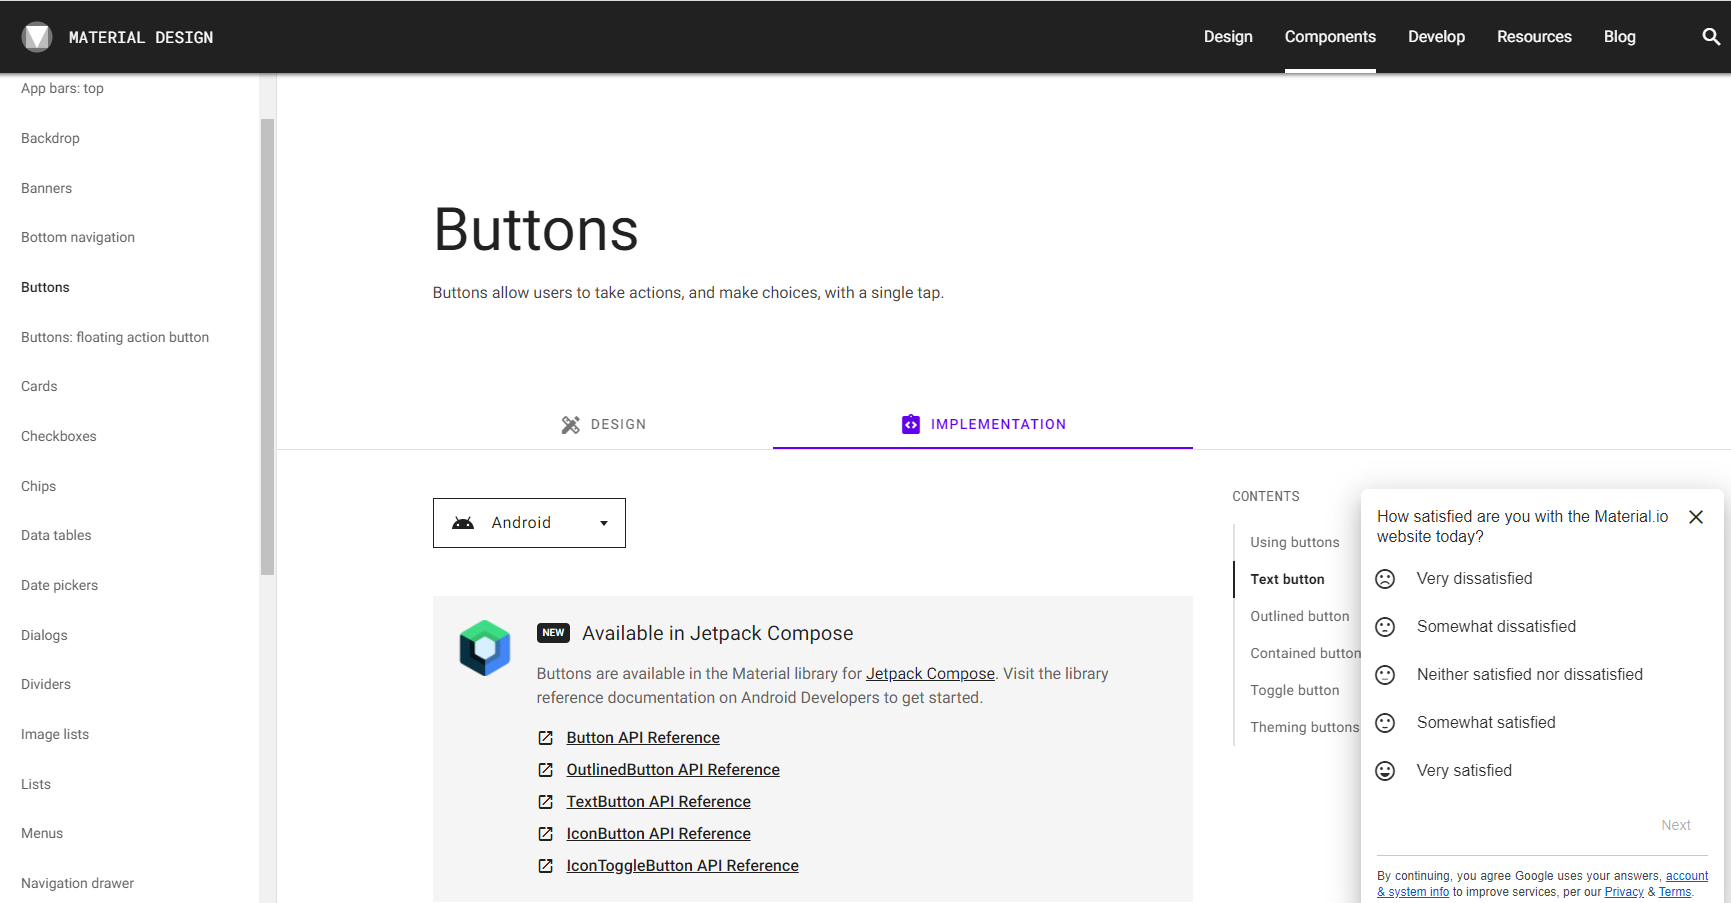 MATERIAL DESIGN
Design
Components
Develop
Resources
Blog
App bars: top
Backdrop
Banners
Bottom navigation
Buttons
Buttons: floating action button
Cards
Checkboxes
Chips
Data tables
Date pickers
Dialogs
Dividers
Image lists
Lists
Menus
Navigation drawer
Buttons
Buttons allow users to take actions, and make choices, with a single tap.
DESIGN
IMPLEMENTATION
Android
NEW Available in Jetpack Compose
Buttons are available in the Material library for Jetpack Compose. Visit the library
reference documentation on Android Developers to get started.
Button API Reference
OutlinedButton API Reference
TextButton API Reference
IconButton API Reference
IconToggleButton API Reference
CONTENTS
Using buttons
Text button
Outlined button
Contained button
Toggle button
Theming buttons
How satisfied are you with the Material.io
website today?
Very dissatisfied
Somewhat dissatisfied
Neither satisfied nor dissatisfied
Somewhat satisfied
Very satisfied
Next
By continuing, you agree Google uses your answers, account
& system info to improve services, per our Privacy & Terms.